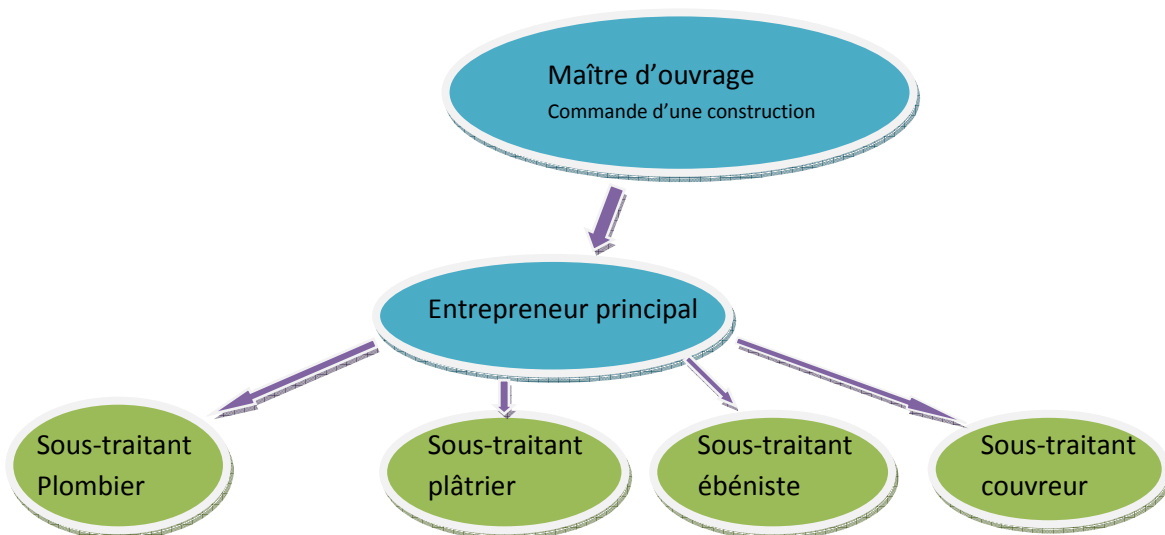 Maître d’ouvrage
Commande d’une construction
Entrepreneur principal
Sous-traitant
Plombier
Sous-traitant
plâtrier
Sous-traitant
ébéniste
Sous-traitant
couvreur